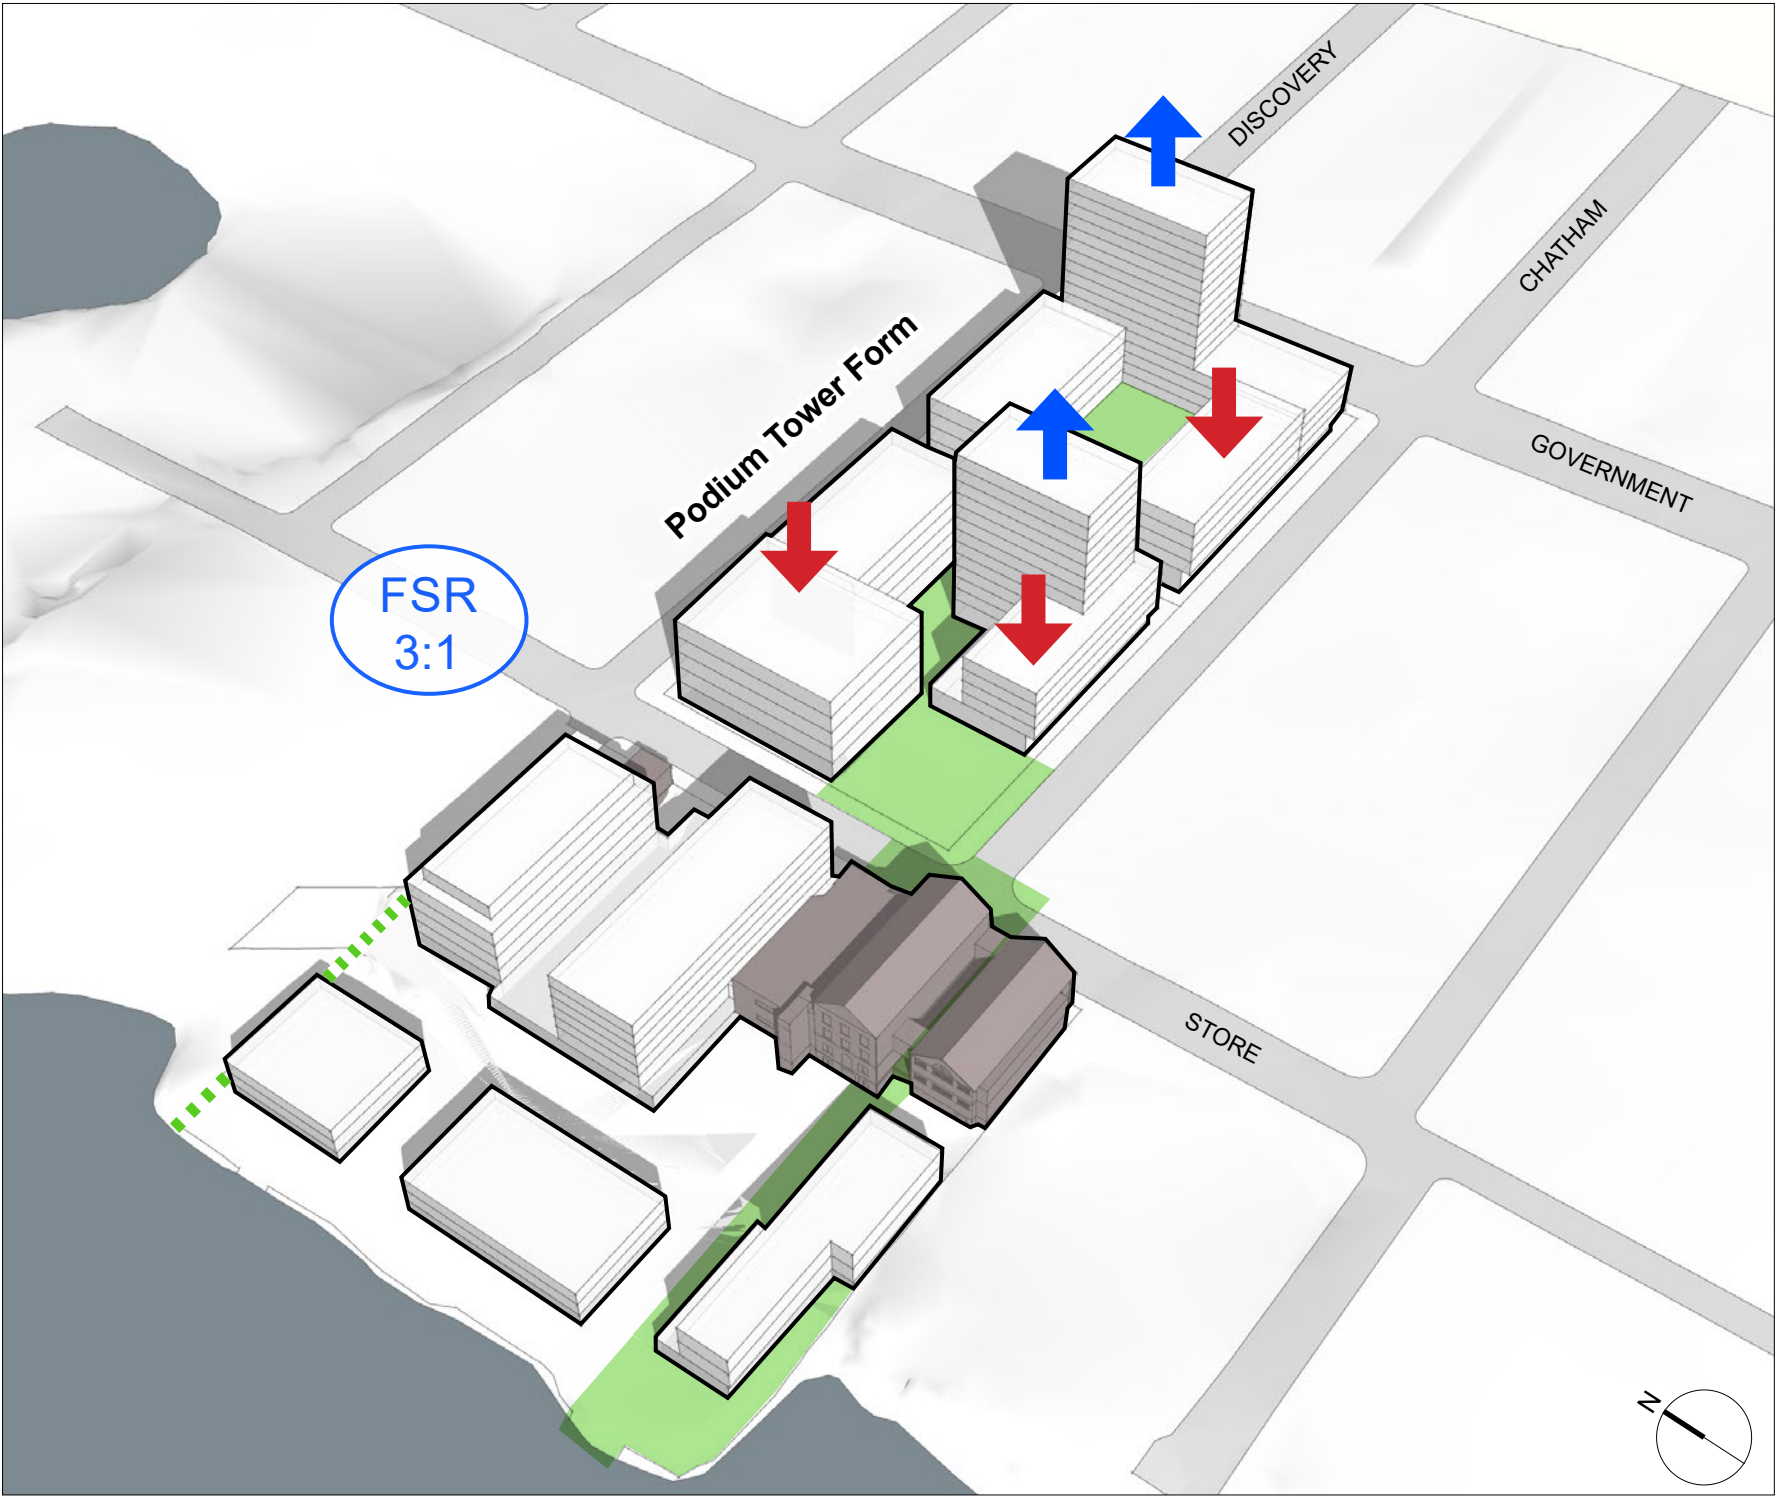 DISCOVERY
CHATHAM
Podium Tower Form
GOVERNMENT
FSR
3:1
STORE
N